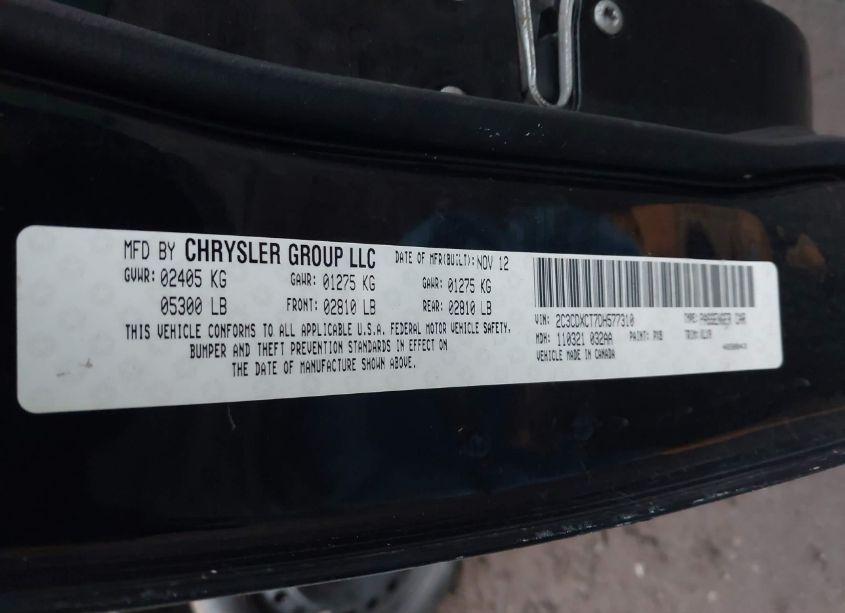 MFD BY CHRYSLER GROUP LLC DATE OF MFR(BUILT): NOV 12
GVWR: 02405 KG GAWR: 01275 KG GAWR: 01275 KG
05300 LB FRONT: 02810 LB REAR: 02810 LB
THIS VEHICLE CONFORMS TO ALL APPLICABLE U.S.A. FEDERAL MOTOR VEHICLE SAFETY.
BUMPER AND THEFT PREVENTION STANDARDS IN EFFECT ON
THE DATE OF MANUFACTURE SHOWN ABOVE.
VIN: 2C3CDXCT7DH577310 TYPE: PASSENGER CAR
MDH: 110321 032AA PAINT: PX8 TRIM:
VEHICLE MADE IN CANADA